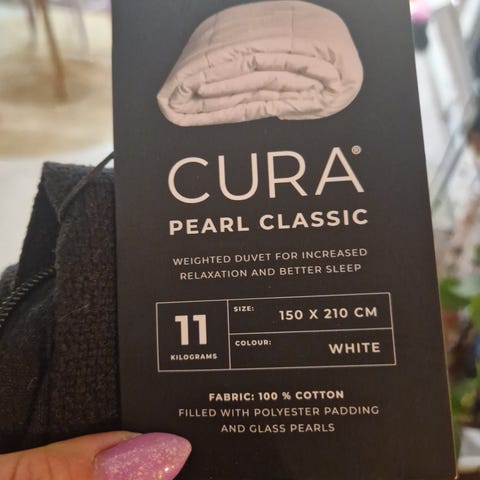 CURA®
PEARL CLASSIC
WEIGHTED DUVET FOR INCREASED
RELAXATION AND BETTER SLEEP
11
KILOGRAMS
SIZE: 150 X 210 CM
COLOUR: WHITE
FABRIC: 100 % COTTON
FILLED WITH POLYESTER PADDING
AND GLASS PEARLS